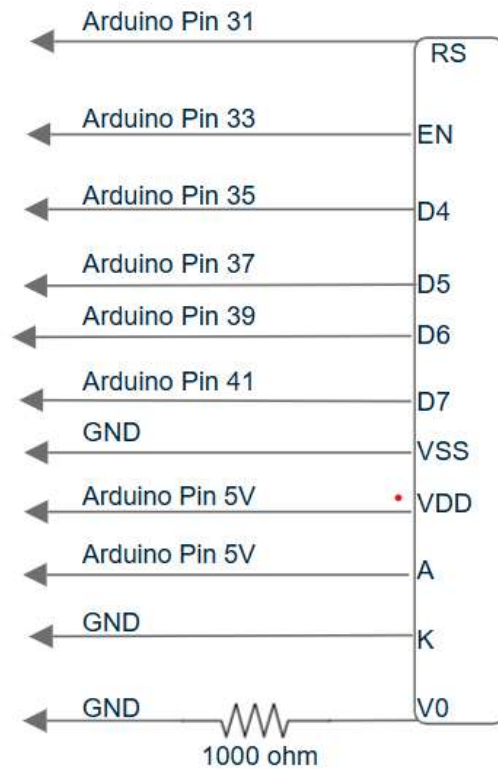 Arduino Pin 31
RS
Arduino Pin 33
EN
Arduino Pin 35
D4
Arduino Pin 37
D5
Arduino Pin 39
D6
Arduino Pin 41
D7
GND
VSS
Arduino Pin 5V
VDD
Arduino Pin 5V
A
GND
K
GND
V0
1000 ohm